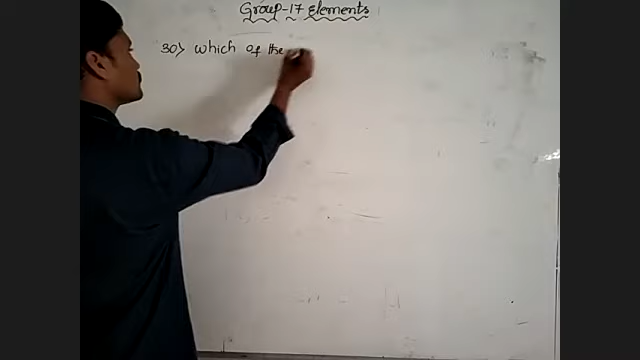 Group-17 Elements
30> Which of the